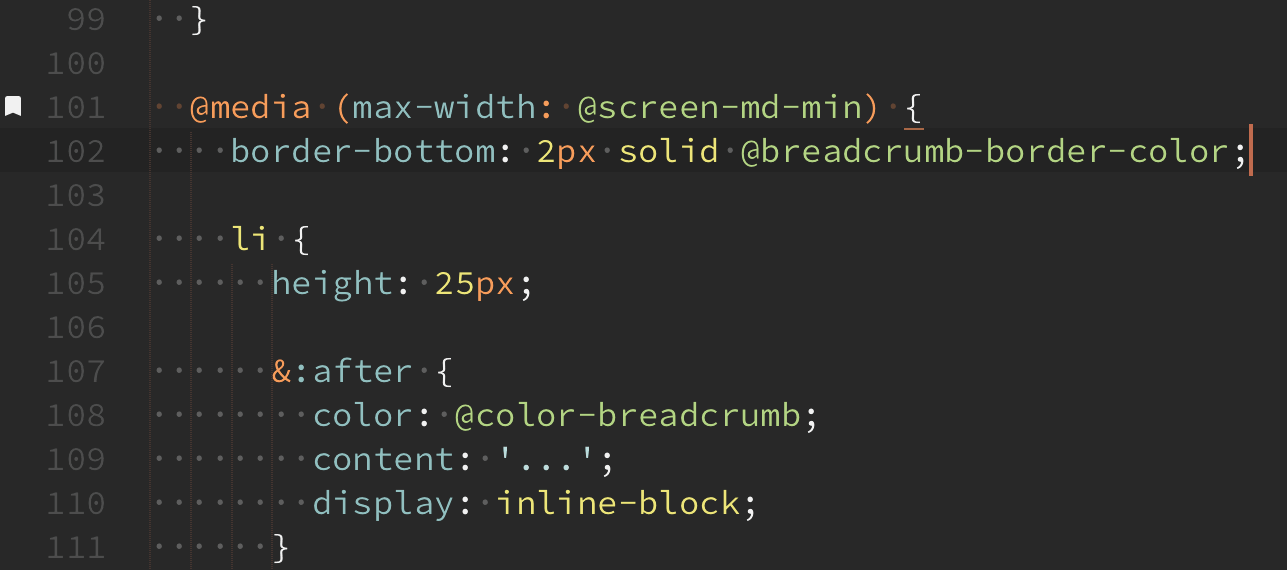 99   }
100
101   @media (max-width: @screen-md-min) {
102     border-bottom: 2px solid @breadcrumb-border-color;
103
104     li {
105       height: 25px;
106
107       &:after {
108         color: @color-breadcrumb;
109         content: '...';
110         display: inline-block;
111       }